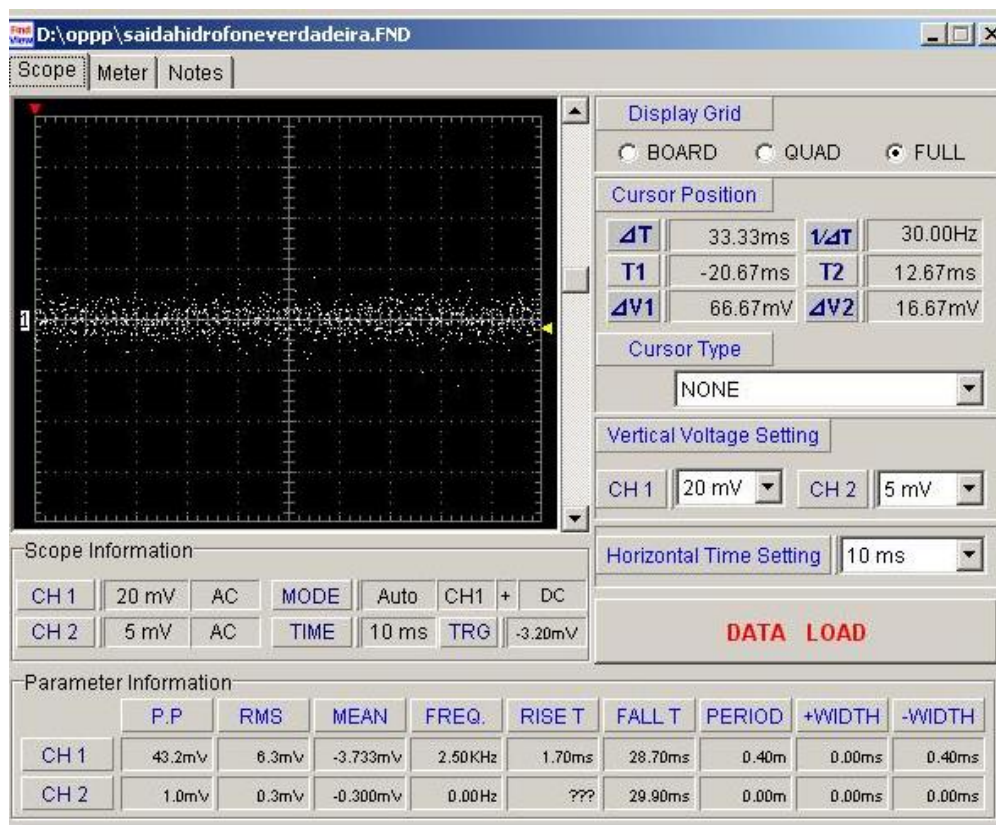 Find View D:\oppp\saidahidrofoneverdadeira.FND
Scope Meter Notes
1
Display Grid
BOARD QUAD FULL
Cursor Position
⊿T 33.33ms 1/⊿T 30.00Hz
T1 -20.67ms T2 12.67ms
⊿V1 66.67mV ⊿V2 16.67mV
Cursor Type
NONE
Vertical Voltage Setting
CH 1 20 mV CH 2 5 mV
Horizontal Time Setting 10 ms
DATA LOAD
Scope Information
CH 1 20 mV AC MODE Auto CH1 + DC
CH 2 5 mV AC TIME 10 ms TRG -3.20mV
Parameter Information
P.P RMS MEAN FREQ. RISE T FALL T PERIOD +WIDTH -WIDTH
CH 1 43.2mV 6.3mV -3.733mV 2.50KHz 1.70ms 28.70ms 0.40m 0.00ms 0.40ms
CH 2 1.0mV 0.3mV -0.300mV 0.00Hz ??? 29.90ms 0.00m 0.00ms 0.00ms